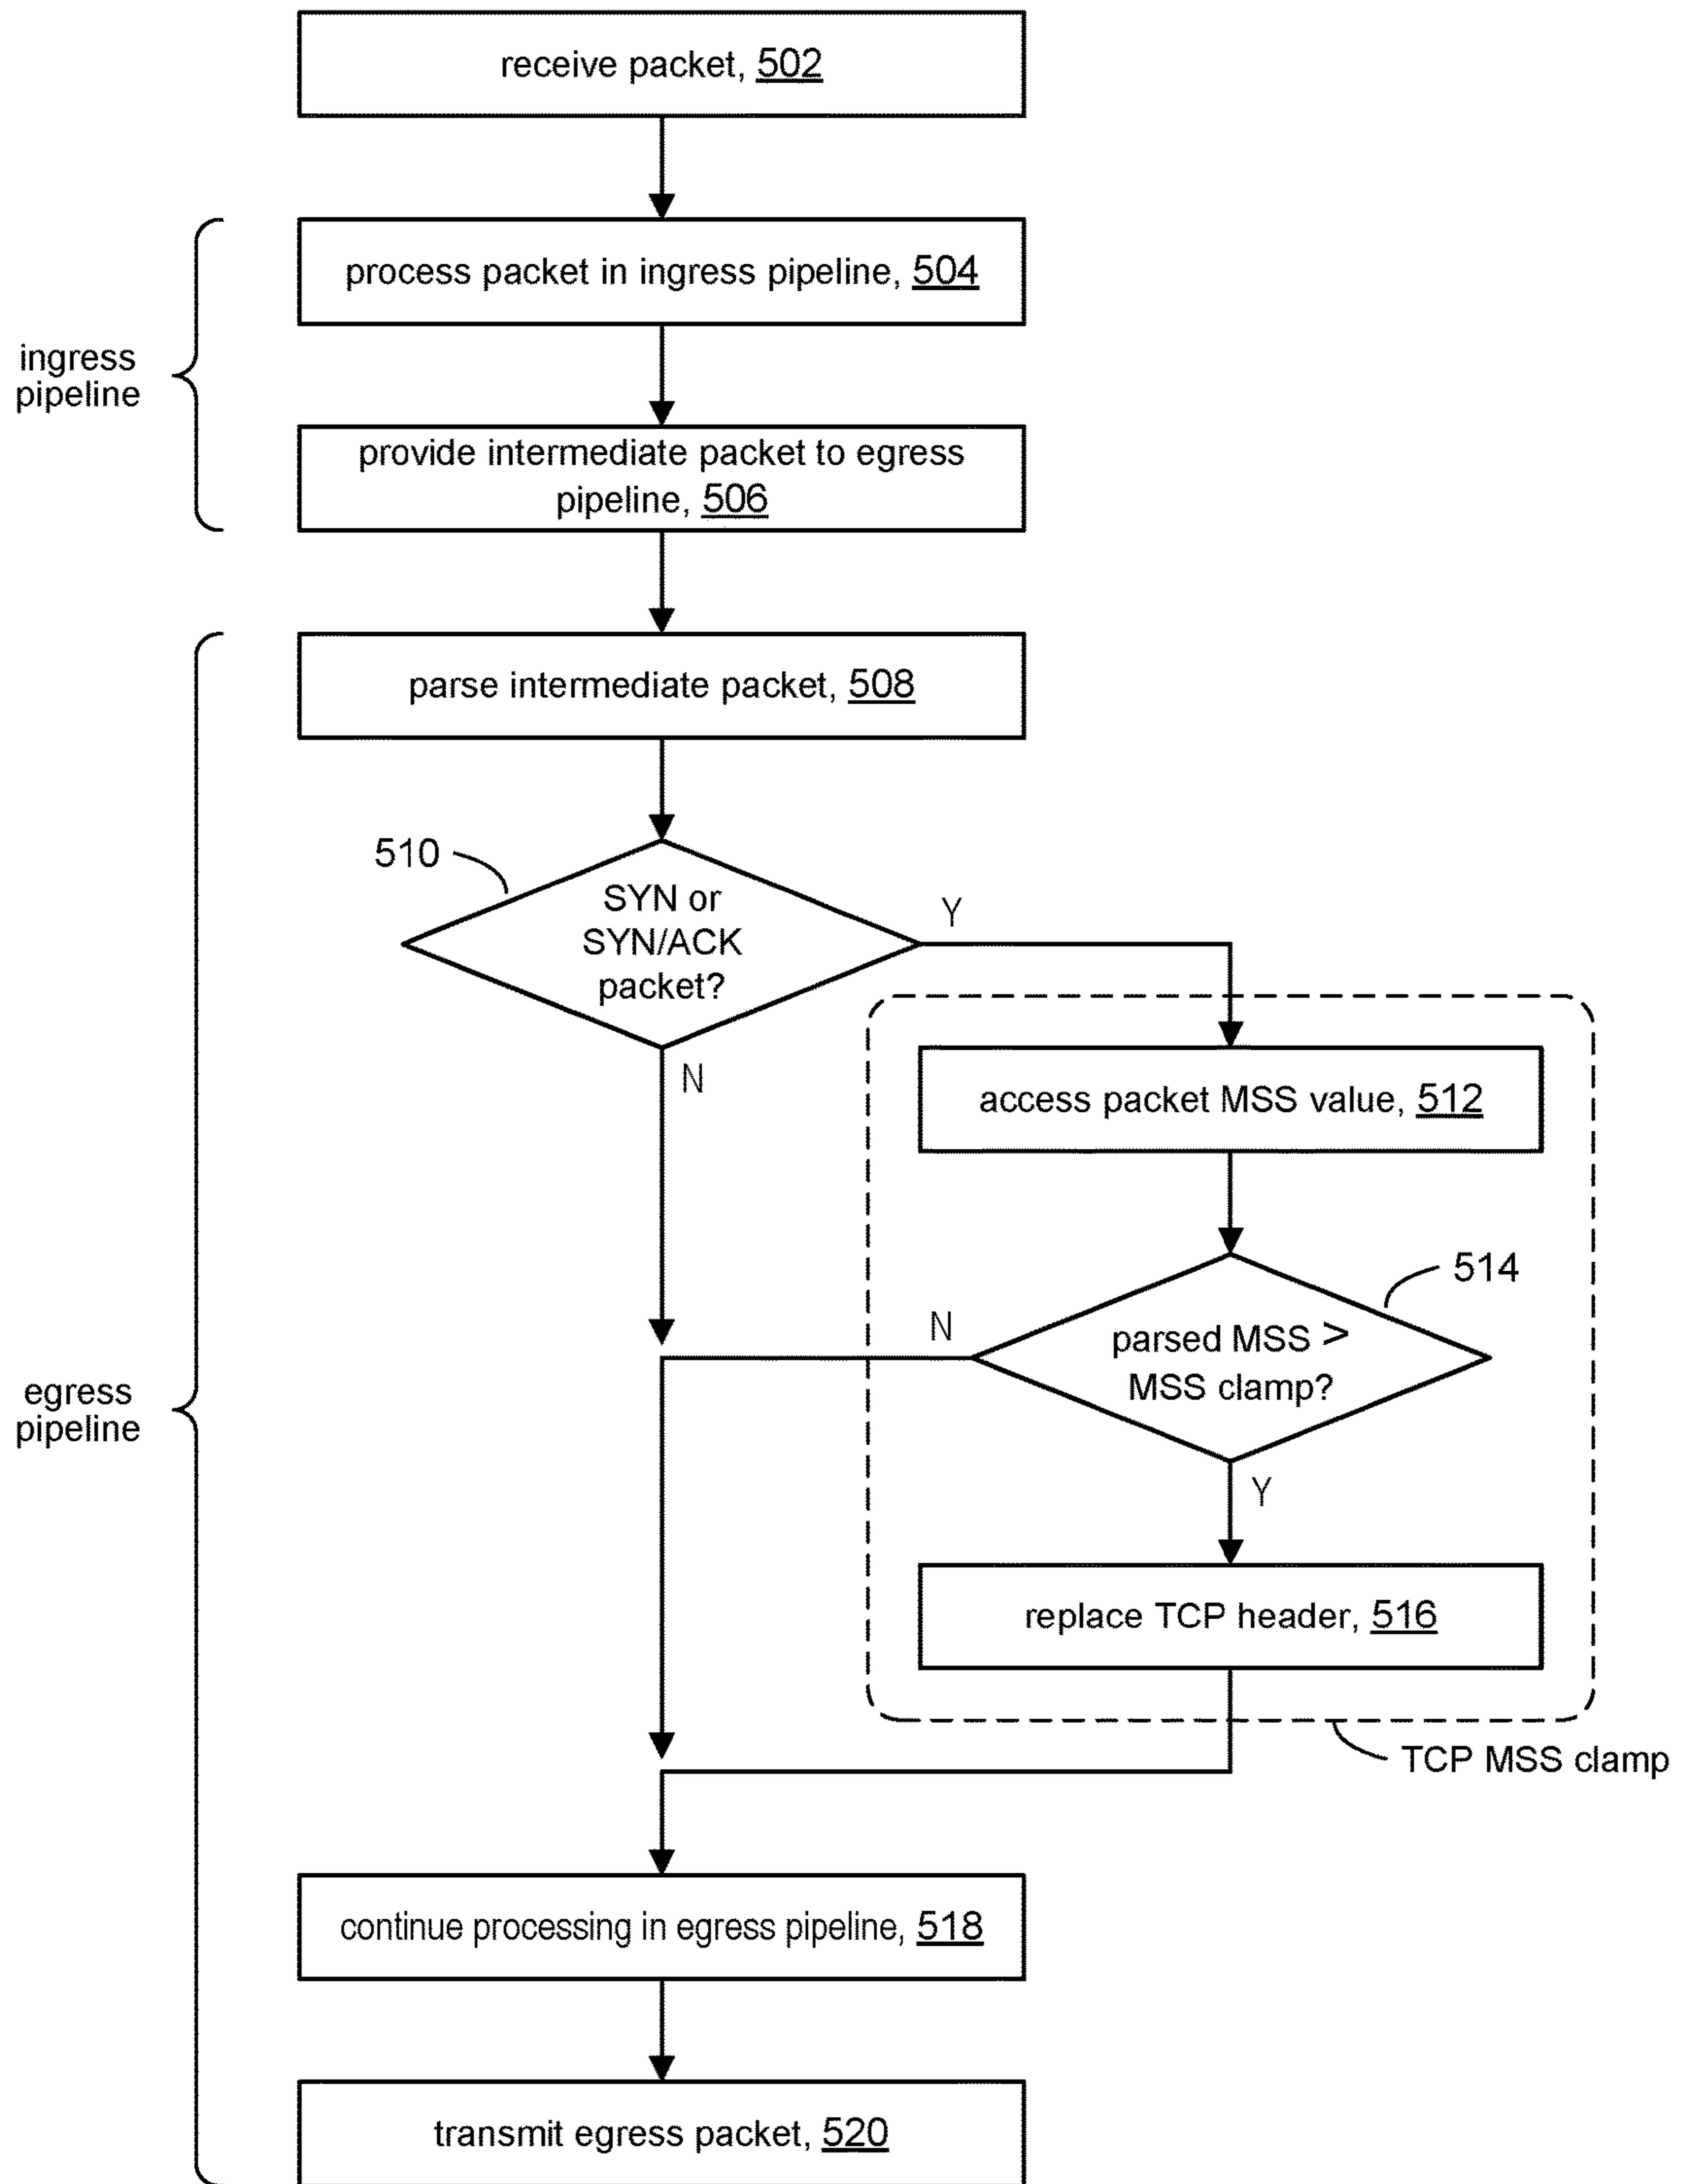 receive packet, 502
process packet in ingress pipeline, 504
ingress
pipeline
provide intermediate packet to egress
pipeline, 506
parse intermediate packet, 508
510
SYN or
SYN/ACK
packet?
Y
N
access packet MSS value, 512
514
parsed MSS >
MSS clamp?
N
Y
egress
pipeline
replace TCP header, 516
TCP MSS clamp
continue processing in egress pipeline, 518
transmit egress packet, 520